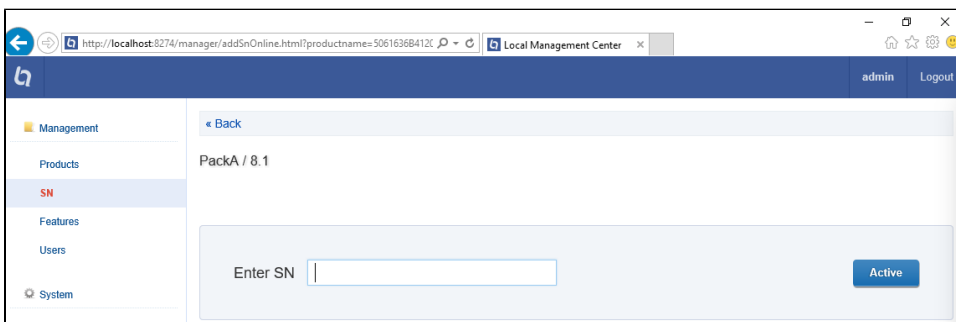 http://localhost:8274/manager/addSnOnline.html?productname=5061636B412C
Local Management Center
admin
Logout
Management
« Back
Products
PackA / 8.1
SN
Features
Users
Enter SN
Active
System